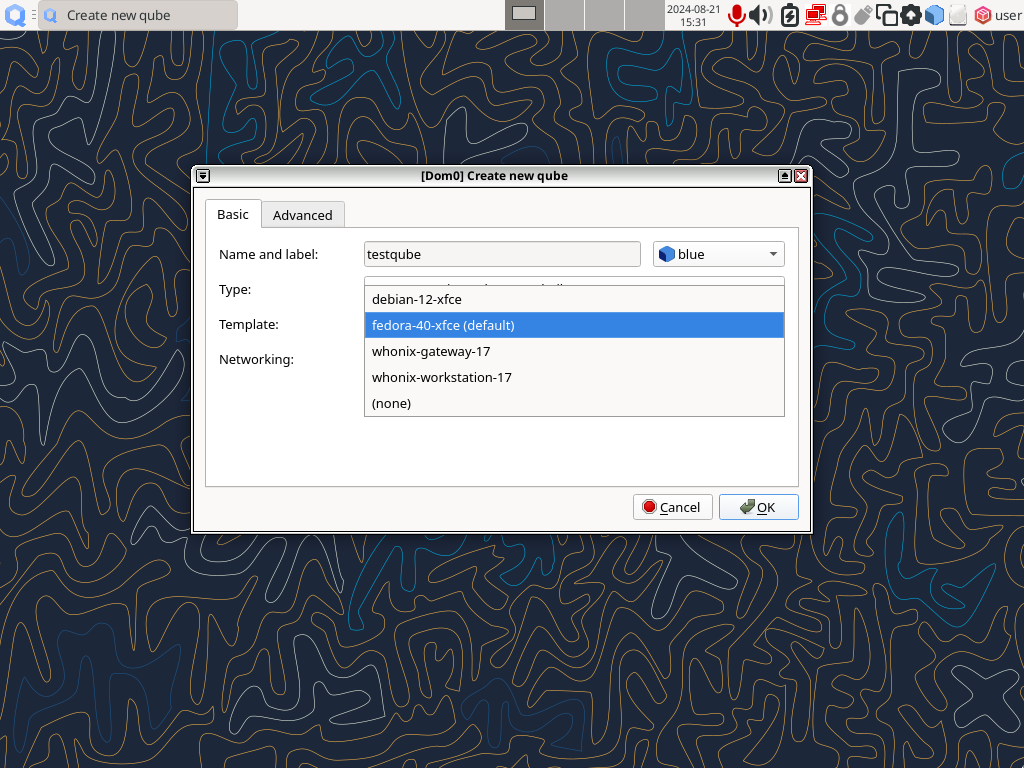 Create new qube
2024-08-21
15:31
user
[Dom0] Create new qube
Basic
Advanced
Name and label:
testqube
blue
Type:
debian-12-xfce
Template:
fedora-40-xfce (default)
whonix-gateway-17
Networking:
whonix-workstation-17
(none)
Cancel
OK